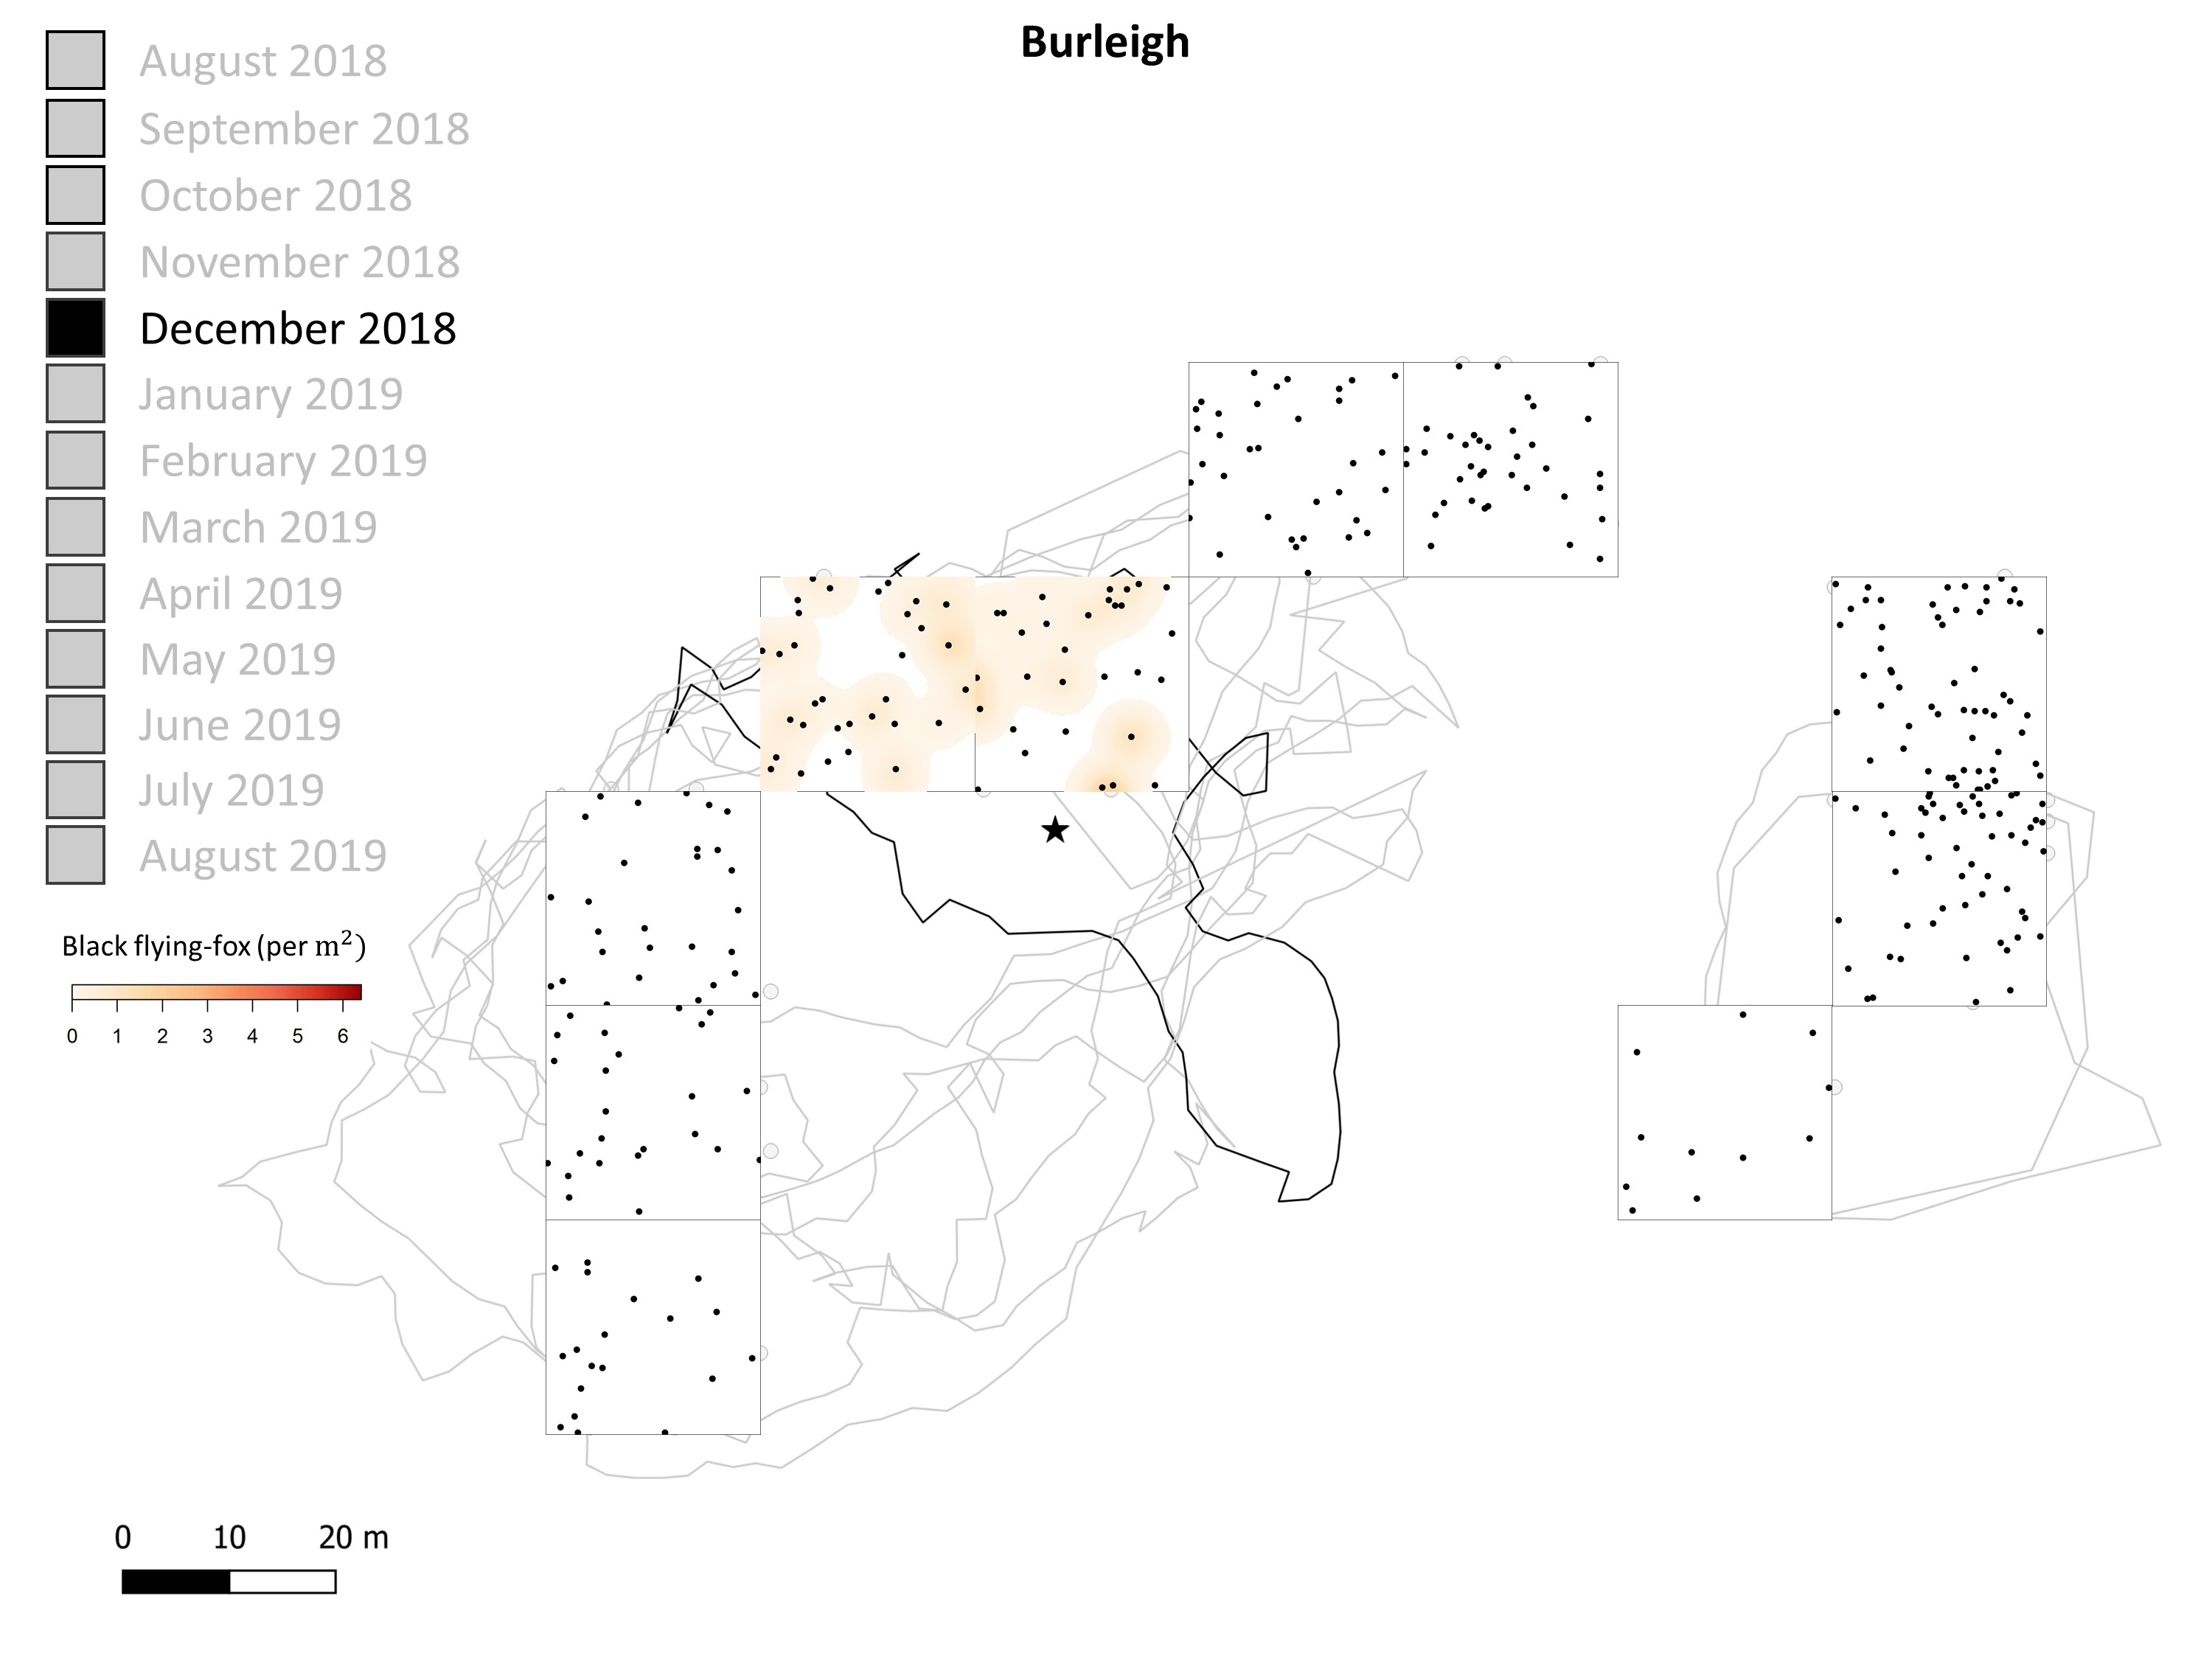 Burleigh
August 2018
September 2018
October 2018
November 2018
December 2018
January 2019
February 2019
March 2019
April 2019
May 2019
June 2019
July 2019
August 2019
Black flying-fox (per m²)
0 1 2 3 4 5 6
0 10 20 m